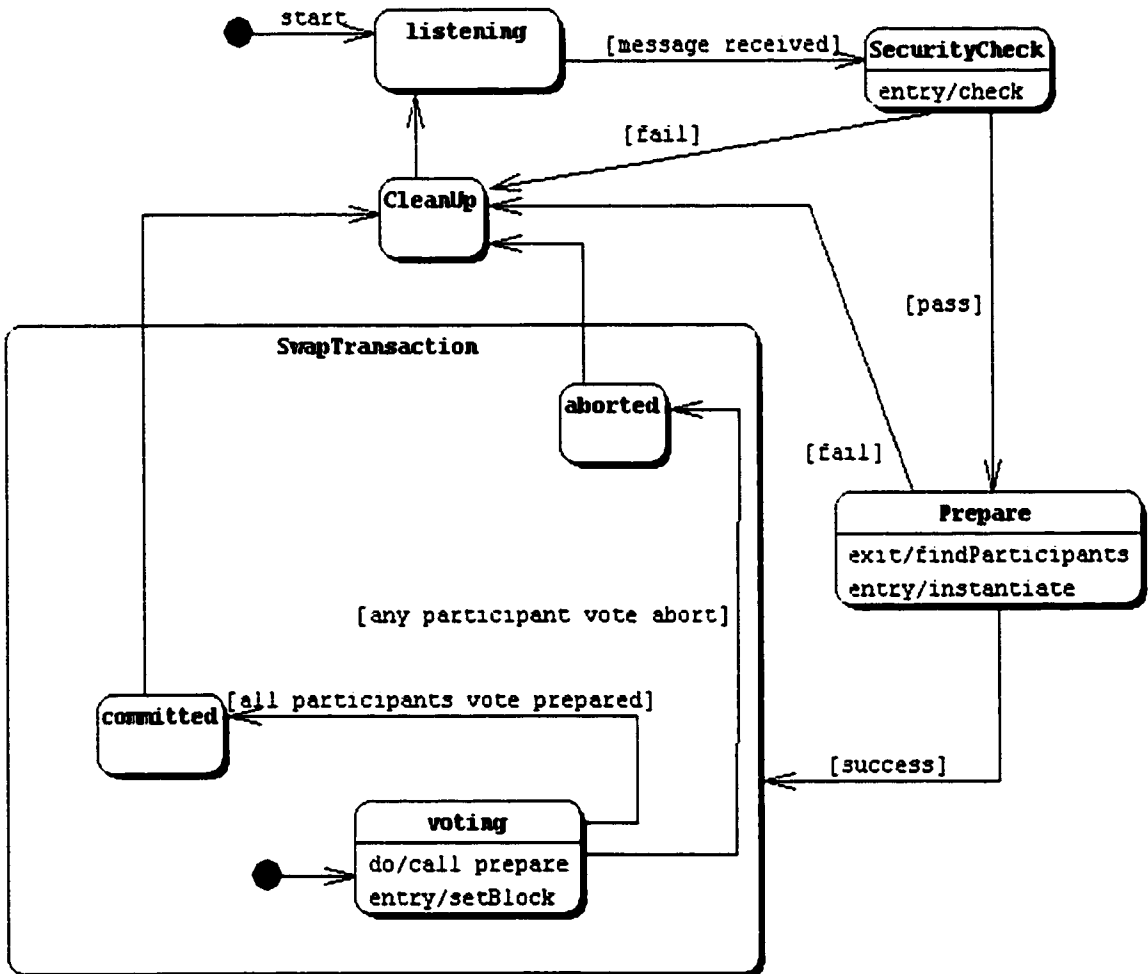 start
listening
[message received]
SecurityCheck
entry/check
[fail]
CleanUp
[pass]
SwapTransaction
aborted
[fail]
Prepare
exit/findParticipants
entry/instantiate
[any participant vote abort]
[all participants vote prepared]
committed
[success]
voting
do/call prepare
entry/setBlock